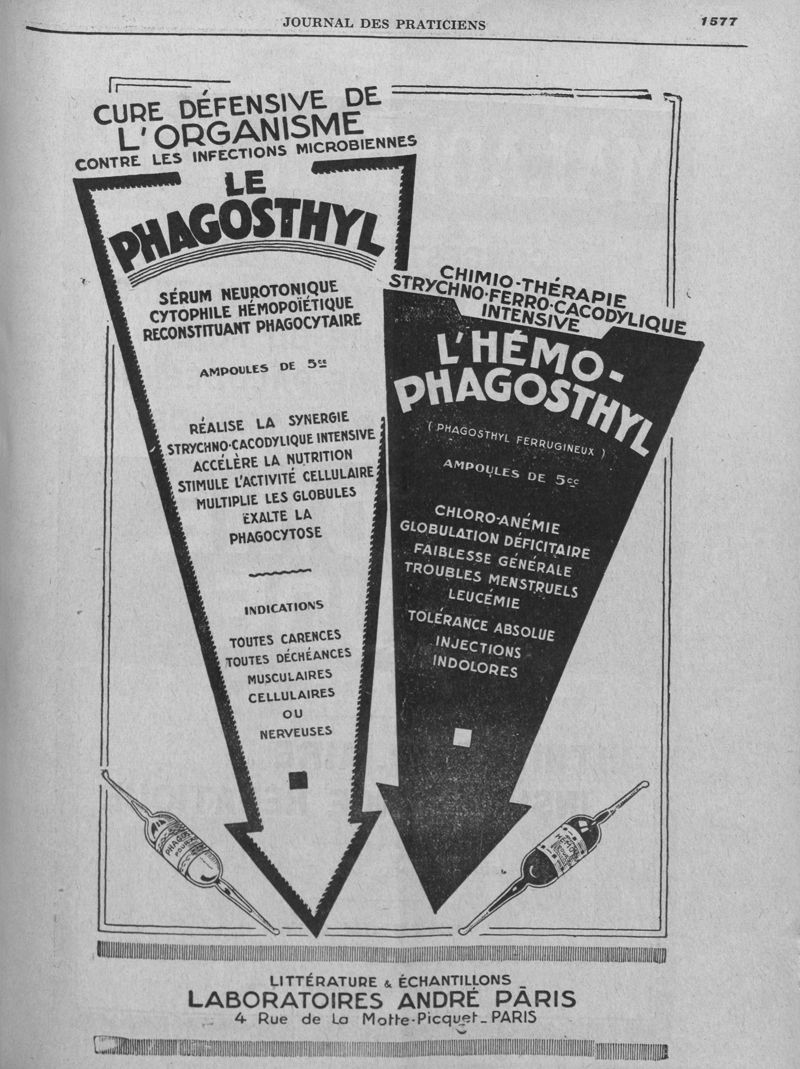 JOURNAL DES PRATICIENS
1577
CURE DÉFENSIVE DE
L'ORGANISME
CONTRE LES INFECTIONS MICROBIENNES
LE
PHAGOSTHYL
SÉRUM NEUROTONIQUE
CYTOPHILE HÉMOPOÏÉTIQUE
RECONSTITUANT PHAGOCYTAIRE
AMPOULES DE 5cc
RÉALISE LA SYNERGIE
STRYCHNO-CACODYLIQUE INTENSIVE
ACCÉLÈRE LA NUTRITION
STIMULE L'ACTIVITÉ CELLULAIRE
MULTIPLIE LES GLOBULES
EXALTE LA
PHAGOCYTOSE
INDICATIONS
TOUTES CARENCES
TOUTES DÉCHÉANCES
MUSCULAIRES
CELLULAIRES
OU
NERVEUSES
CHIMIO-THÉRAPIE
STRYCHNO-FERRO-CACODYLIQUE
INTENSIVE
L'HÉMO-
PHAGOSTHYL
(PHAGOSTHYL FERRUGINEUX)
AMPOULES DE 5cc
CHLORO-ANÉMIE
GLOBULATION DÉFICITAIRE
FAIBLESSE GÉNÉRALE
TROUBLES MENSTRUELS
LEUCÉMIE
TOLÉRANCE ABSOLUE
INJECTIONS
INDOLORES
LITTÉRATURE & ÉCHANTILLONS
LABORATOIRES ANDRÉ PÂRIS
4 Rue de La Motte-Picquet_PARIS